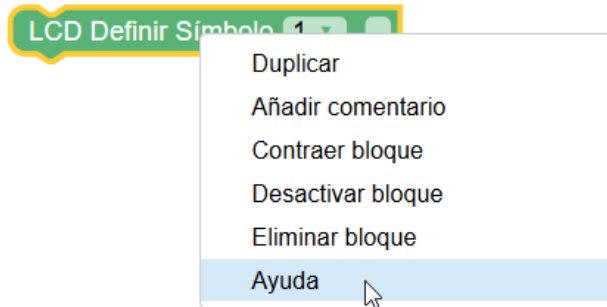 LCD Definir Símbolo 1
Duplicar
Añadir comentario
Contraer bloque
Desactivar bloque
Eliminar bloque
Ayuda